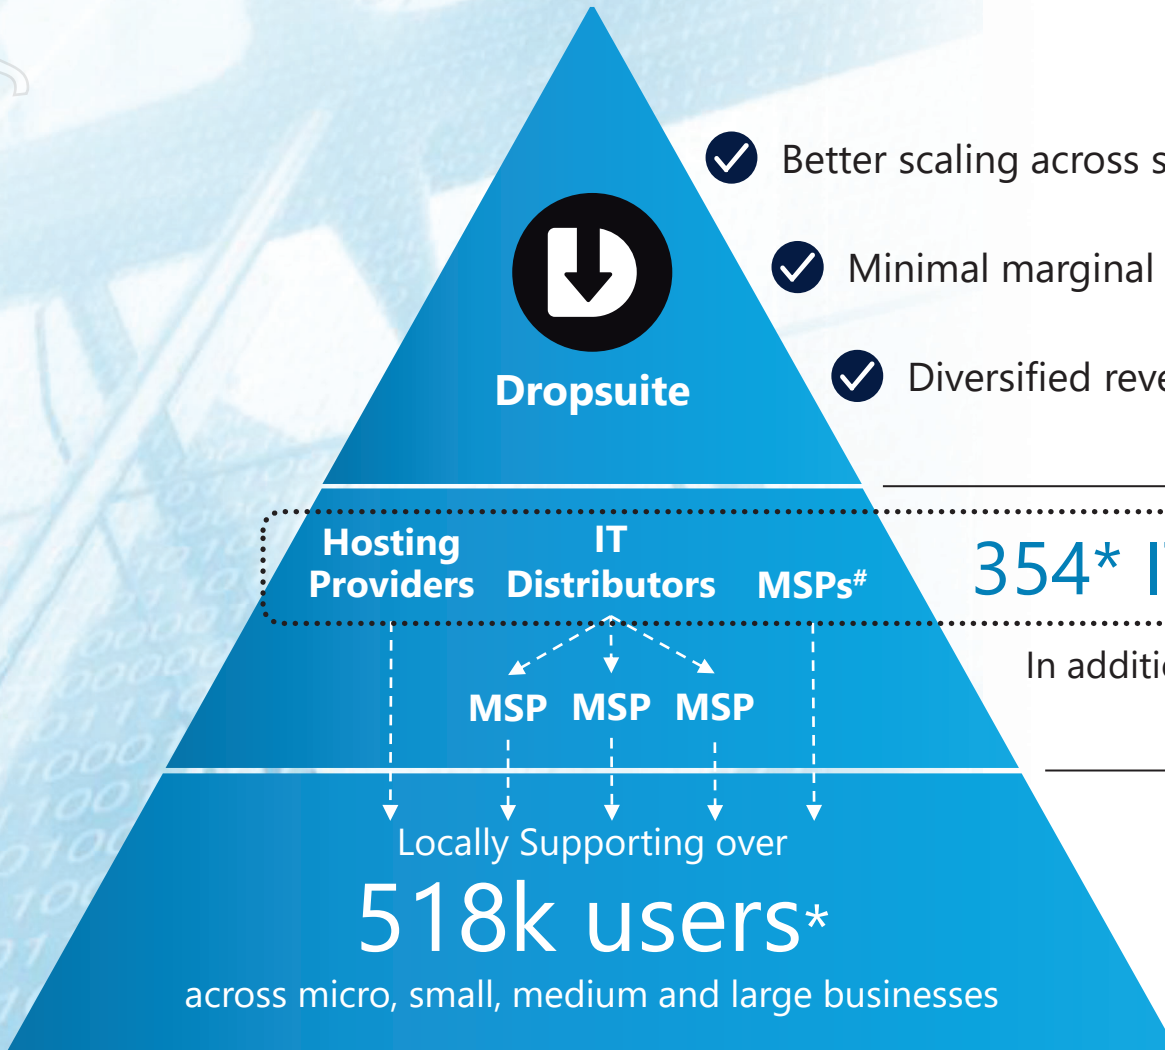 Better scaling across s
Minimal marginal
Diversified reve
Dropsuite
Hosting
Providers
IT
Distributors
MSPs#
354* I
In additi
MSP MSP MSP
Locally Supporting over
518k users*
across micro, small, medium and large businesses